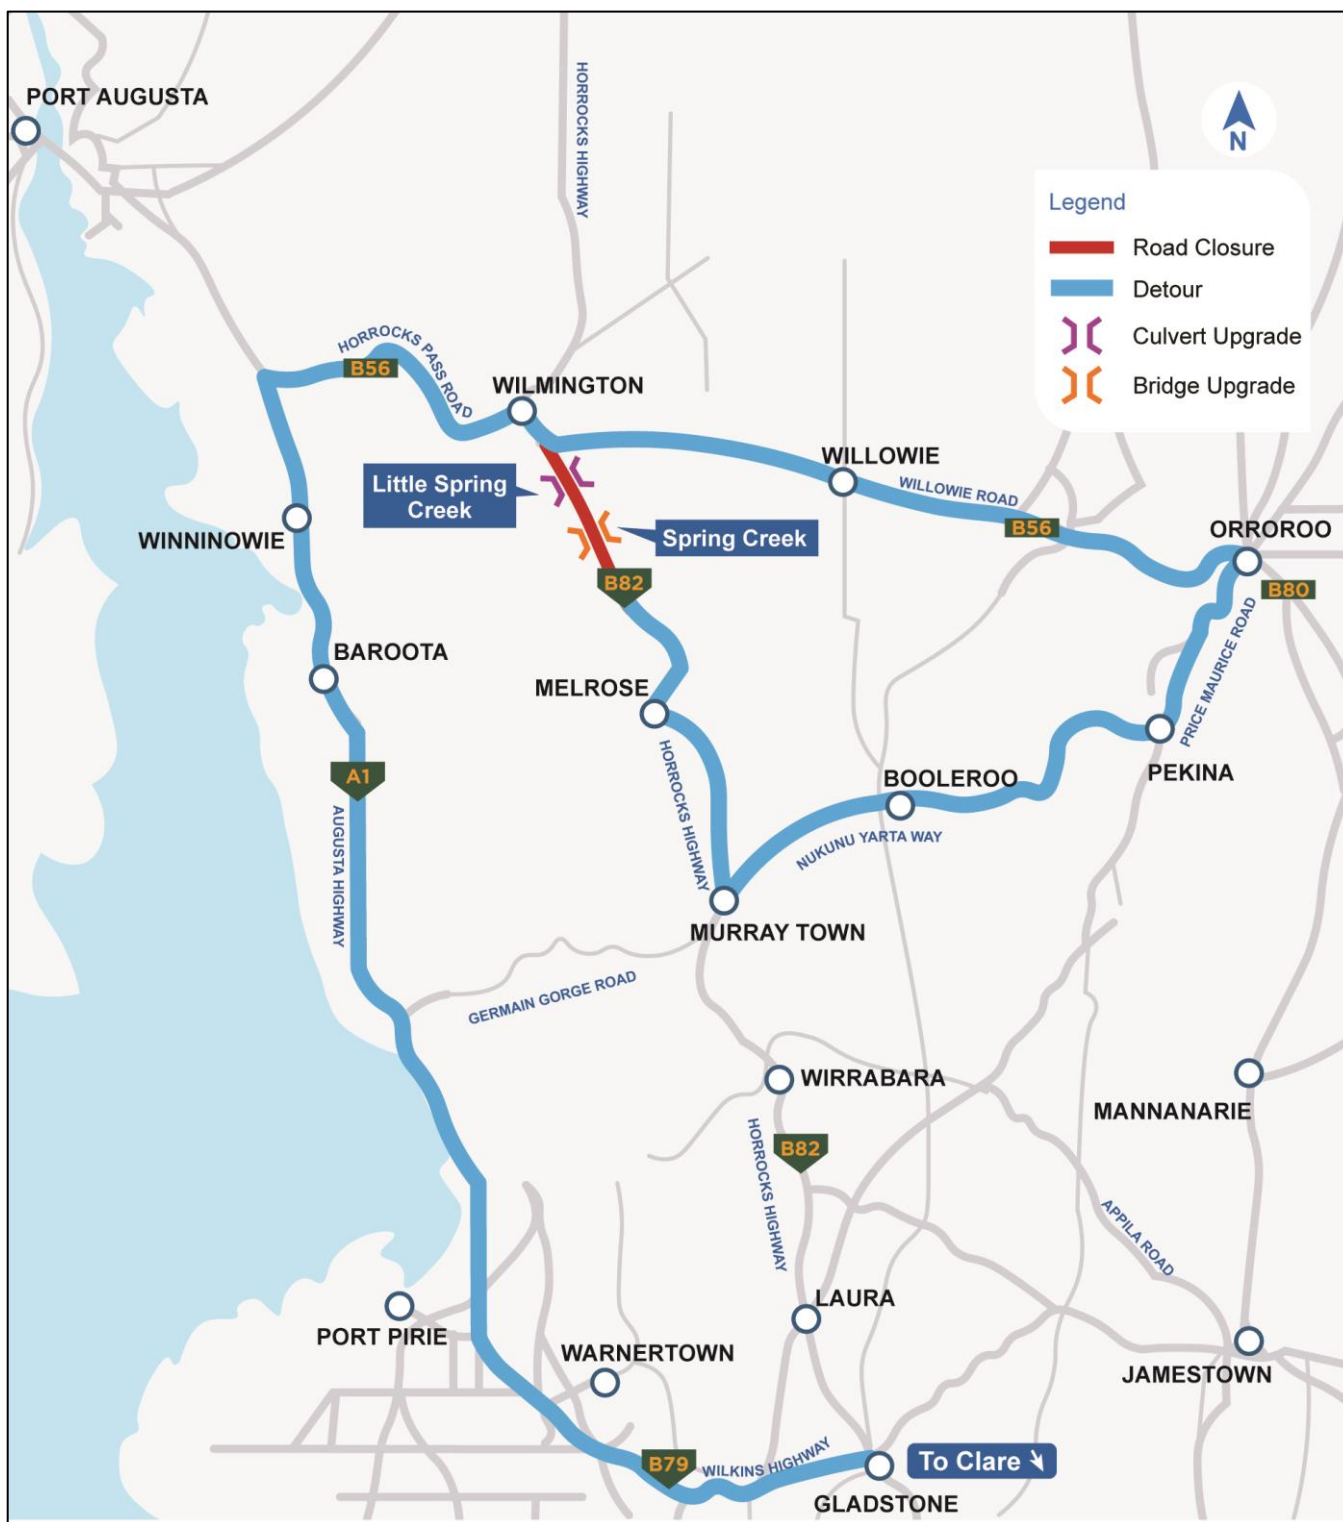 PORT AUGUSTA
HORROCKS HIGHWAY
N
Legend
Road Closure
Detour
Culvert Upgrade
Bridge Upgrade
HORROCKS PASS ROAD
B56
WILMINGTON
WILLOWIE
WILLOWIE ROAD
B56
ORROROO
B80
Little Spring
Creek
Spring Creek
WINNINOWIE
B82
BAROOTA
MELROSE
PRICE MAURICE ROAD
PEKINA
A1
AUGUSTA HIGHWAY
HORROCKS HIGHWAY
BOOLEROO
NUKUNU YARTA WAY
MURRAY TOWN
GERMAIN GORGE ROAD
WIRRABARA
MANNANARIE
B82
HORROCKS HIGHWAY
APPILA ROAD
LAURA
PORT PIRIE
WARNERTOWN
JAMESTOWN
B79
WILKINS HIGHWAY
To Clare
GLADSTONE